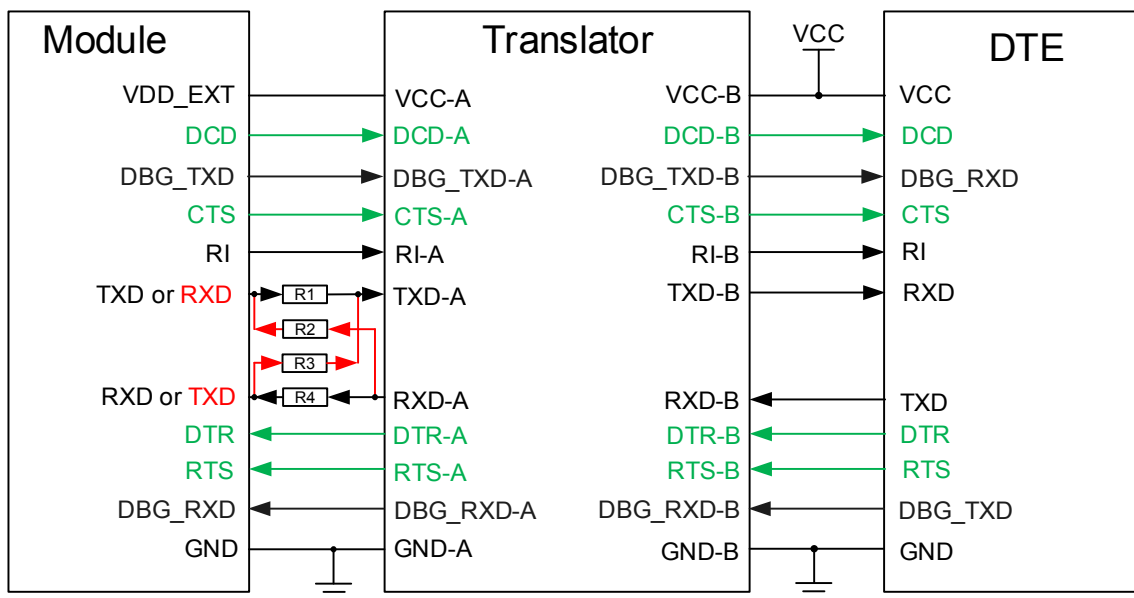 Module
Translator
VCC
DTE
VDD_EXT
VCC-A
VCC-B
VCC
DCD
DCD-A
DCD-B
DCD
DBG_TXD
DBG_TXD-A
DBG_TXD-B
DBG_RXD
CTS
CTS-A
CTS-B
CTS
RI
RI-A
RI-B
RI
TXD or RXD
R1
TXD-A
TXD-B
RXD
R2
R3
RXD or TXD
R4
RXD-A
RXD-B
TXD
DTR
DTR-A
DTR-B
DTR
RTS
RTS-A
RTS-B
RTS
DBG_RXD
DBG_RXD-A
DBG_RXD-B
DBG_TXD
GND
GND-A
GND-B
GND